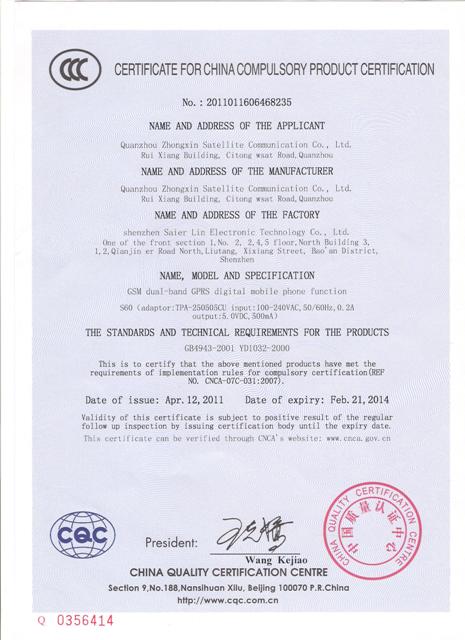 CCC
CERTIFICATE FOR CHINA COMPULSORY PRODUCT CERTIFICATION
No.: 2011011606468235
NAME AND ADDRESS OF THE APPLICANT
Quanzhou Zhongxin Satellite Communication Co., Ltd.
Rui Xiang Building, Citong wsat Road,Quanzhou
NAME AND ADDRESS OF THE MANUFACTURER
Quanzhou Zhongxin Satellite Communication Co., Ltd.
Rui Xiang Building, Citong wsat Road,Quanzhou
NAME AND ADDRESS OF THE FACTORY
shenzhen Saier Lin Electronic Technology Co., Ltd.
One of the front section 1,No. 2, 2,4,5 floor,North Building 3,
1,2,Qianjin er Road North,Liutang, Xixiang Street, Bao'an District,
Shenzhen
NAME, MODEL AND SPECIFICATION
GSM dual-band GPRS digital mobile phone function
S60 (adaptor:TPA-250505CU input:100-240VAC,50/60Hz,0.2A
output:5.0VDC,500mA)
THE STANDARDS AND TECHNICAL REQUIREMENTS FOR THE PRODUCTS
GB4943-2001 YD1032-2000
This is to certify that the above mentioned products have met the
requirements of implementation rules for compulsory certification(REF
NO. CNCA-07C-031:2007).
Date of issue: Apr.12,2011 Date of expiry: Feb.21,2014
Validity of this certificate is subject to positive result of the regular
follow up inspection by issuing certification body until the expiry date.
This certificate can be verified through CNCA's website: www.cnca.gov.cn
CQC
President:
Wang Kejiao
CHINA QUALITY CERTIFICATION CENTRE
中国质量认证中心
CHINA QUALITY CERTIFICATION CENTRE
Section 9,No.188,Nansihuan Xilu, Beijing 100070 P.R.China
http://www.cqc.com.cn
Q 0356414